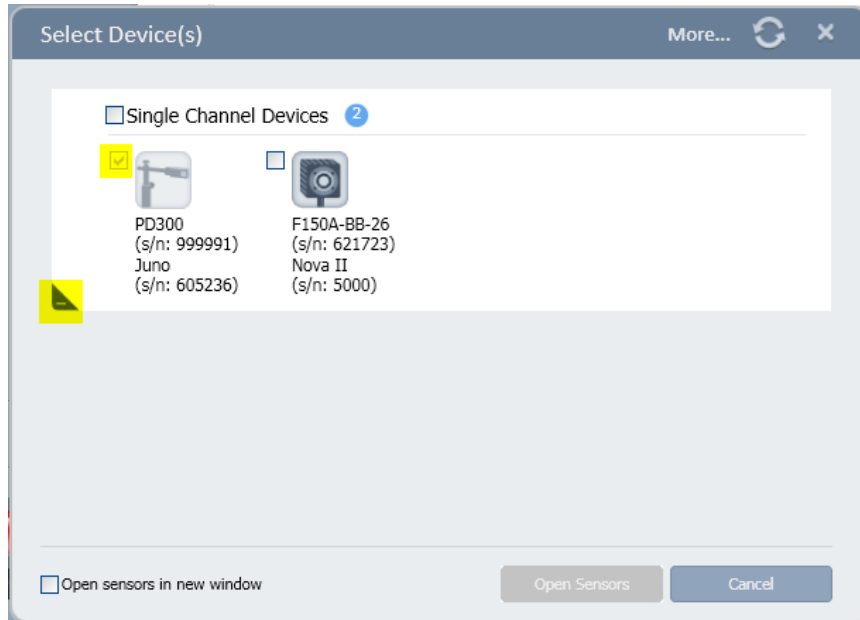 Select Device(s) More...
Single Channel Devices 2
PD300 F150A-BB-26
(s/n: 999991) (s/n: 621723)
Juno Nova II
(s/n: 605236) (s/n: 5000)
Open sensors in new window Open Sensors Cancel